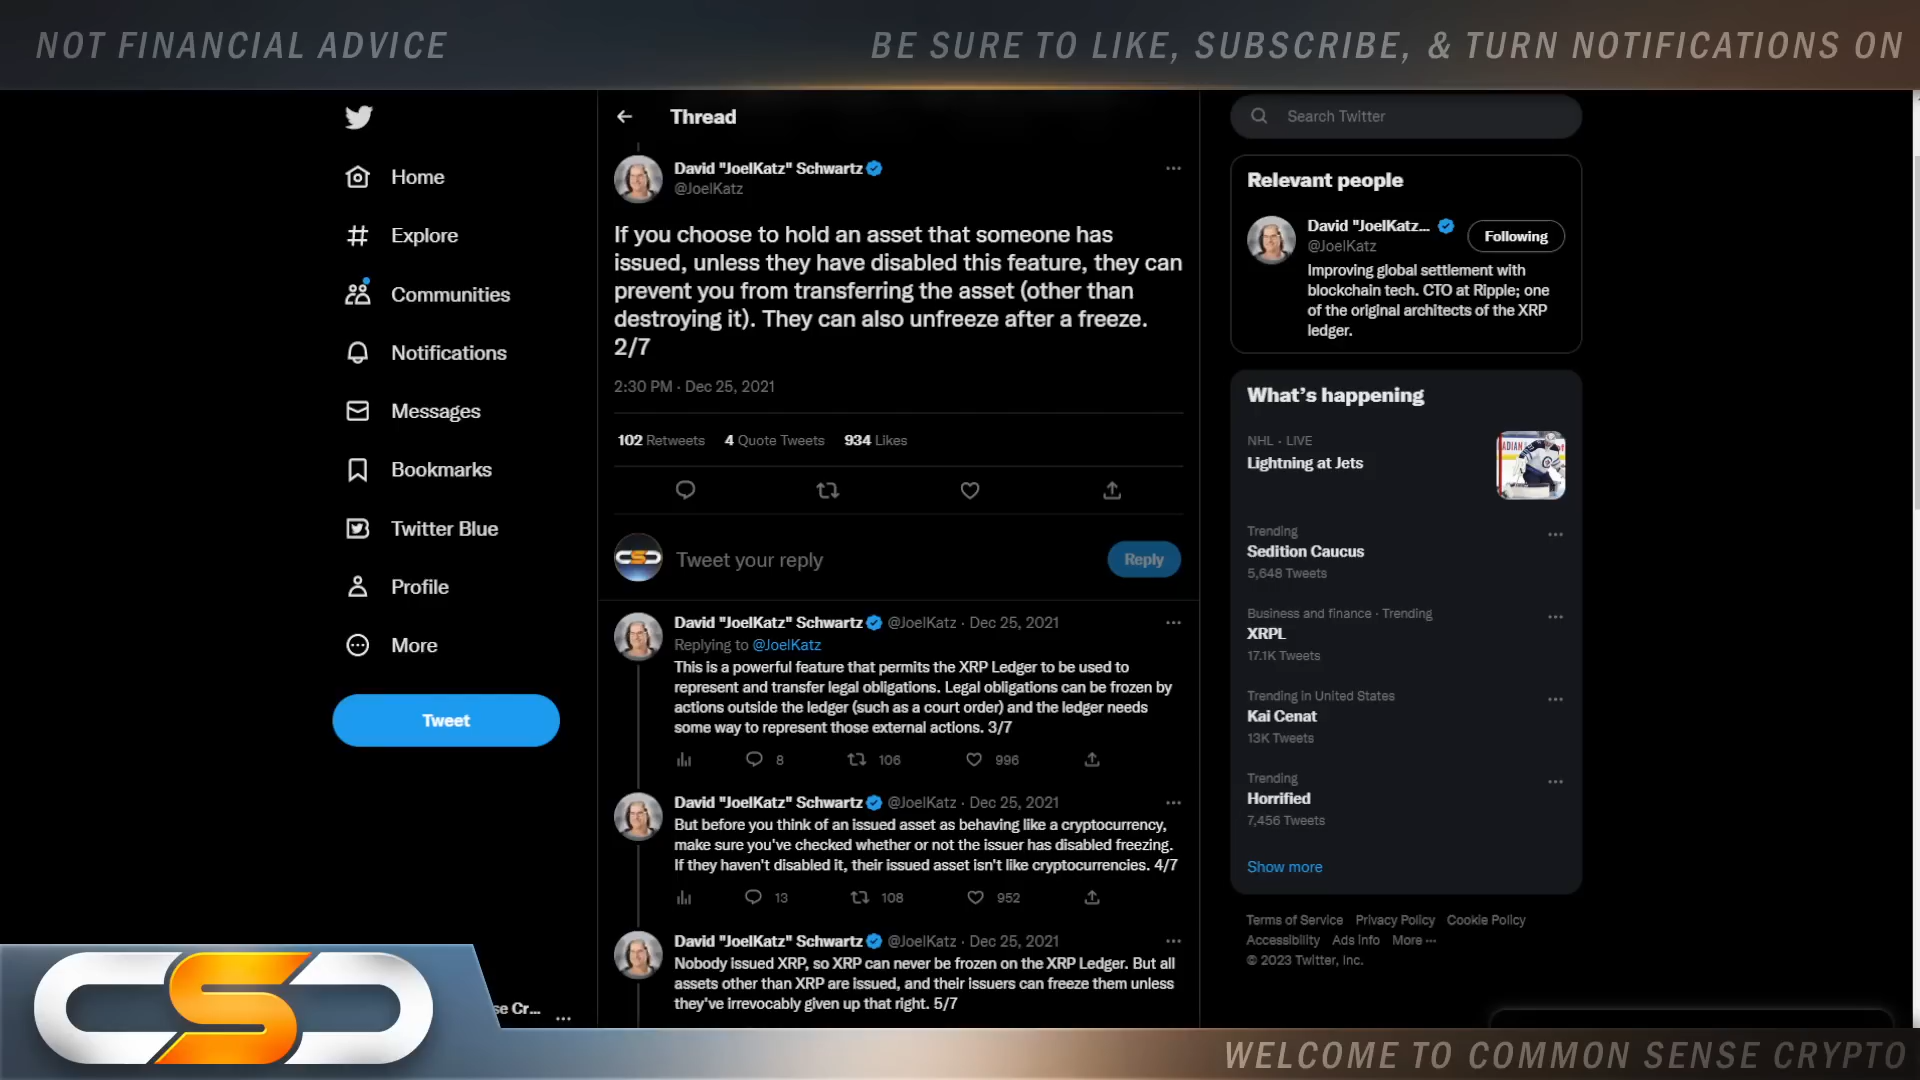 NOT FINANCIAL ADVICE
BE SURE TO LIKE, SUBSCRIBE, & TURN NOTIFICATIONS ON
Home
Explore
Communities
Notifications
Messages
Bookmarks
Twitter Blue
Profile
More
Tweet
se Cr...
Thread
David "JoelKatz" Schwartz
@JoelKatz
If you choose to hold an asset that someone has
issued, unless they have disabled this feature, they can
prevent you from transferring the asset (other than
destroying it). They can also unfreeze after a freeze.
2/7
2:30 PM · Dec 25, 2021
102 Retweets 4 Quote Tweets 934 Likes
Tweet your reply
Reply
David "JoelKatz" Schwartz @JoelKatz · Dec 25, 2021
Replying to @JoelKatz
This is a powerful feature that permits the XRP Ledger to be used to
represent and transfer legal obligations. Legal obligations can be frozen by
actions outside the ledger (such as a court order) and the ledger needs
some way to represent those external actions. 3/7
8 106 996
David "JoelKatz" Schwartz @JoelKatz · Dec 25, 2021
But before you think of an issued asset as behaving like a cryptocurrency,
make sure you've checked whether or not the issuer has disabled freezing.
If they haven't disabled it, their issued asset isn't like cryptocurrencies. 4/7
13 108 952
David "JoelKatz" Schwartz @JoelKatz · Dec 25, 2021
Nobody issued XRP, so XRP can never be frozen on the XRP Ledger. But all
assets other than XRP are issued, and their issuers can freeze them unless
they've irrevocably given up that right. 5/7
Search Twitter
Relevant people
David "JoelKatz...
@JoelKatz
Following
Improving global settlement with
blockchain tech. CTO at Ripple; one
of the original architects of the XRP
ledger.
What's happening
NHL · LIVE
Lightning at Jets
Trending
Sedition Caucus
5,648 Tweets
Business and finance · Trending
XRPL
17.1K Tweets
Trending in United States
Kai Cenat
13K Tweets
Trending
Horrified
7,456 Tweets
Show more
Terms of Service Privacy Policy Cookie Policy
Accessibility Ads info More ...
© 2023 Twitter, Inc.
CSC
WELCOME TO COMMON SENSE CRYPTO